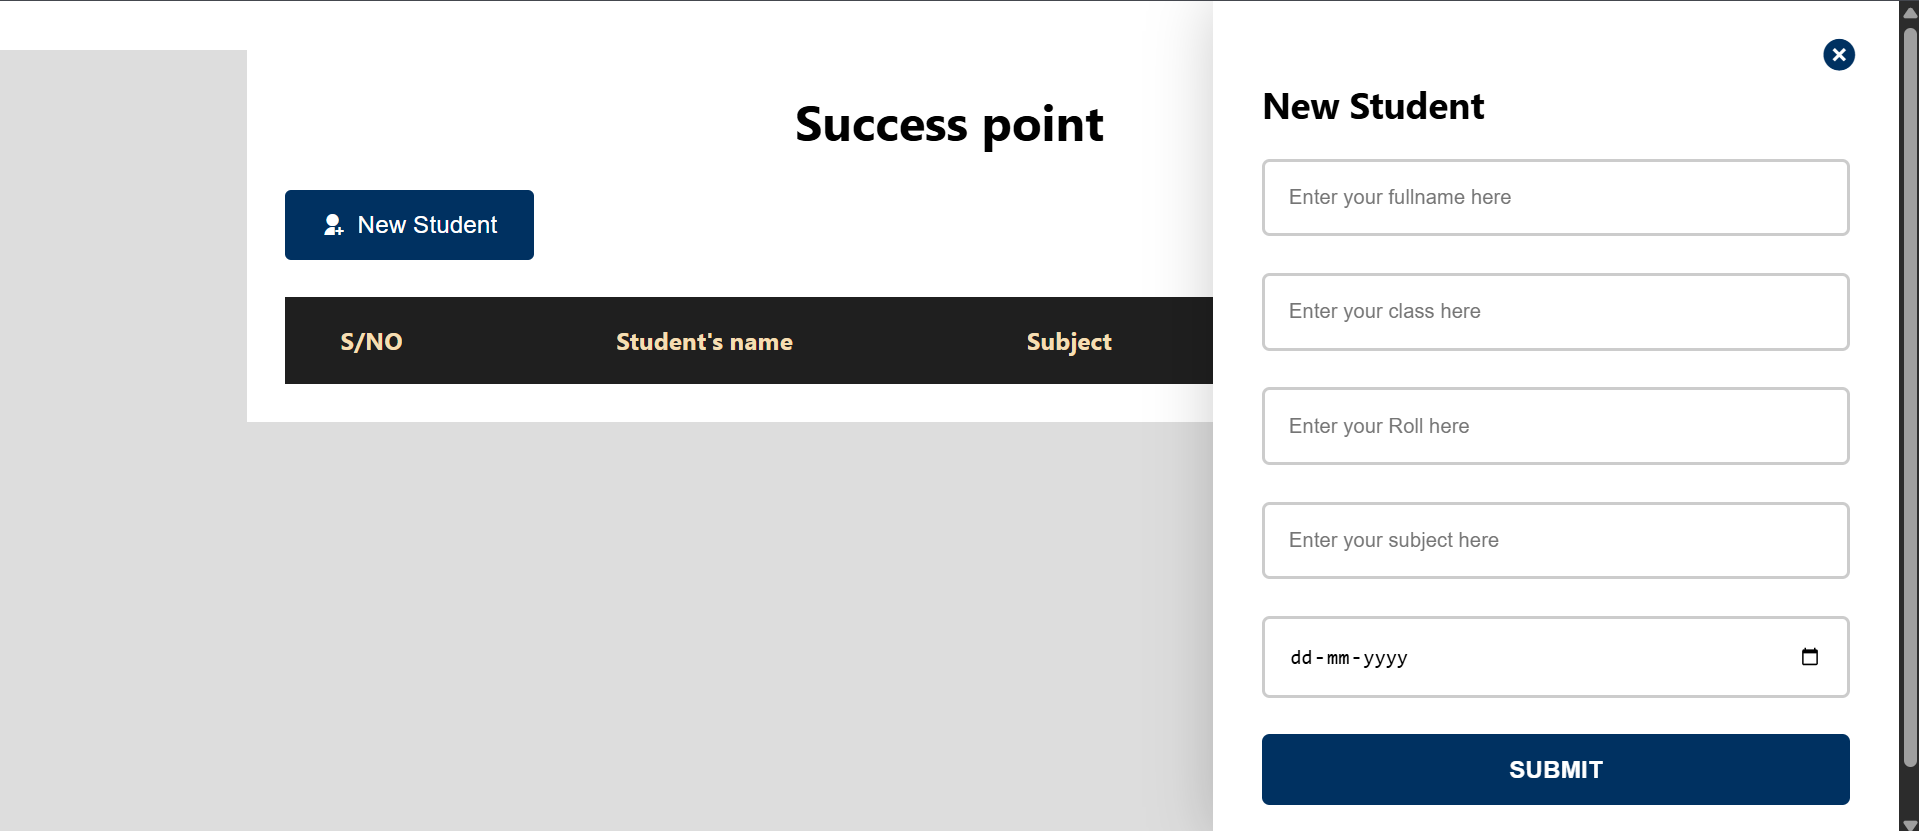 Success point
New Student
S/NO Student's name Subject
New Student
Enter your fullname here
Enter your class here
Enter your Roll here
Enter your subject here
dd-mm-yyyy
SUBMIT